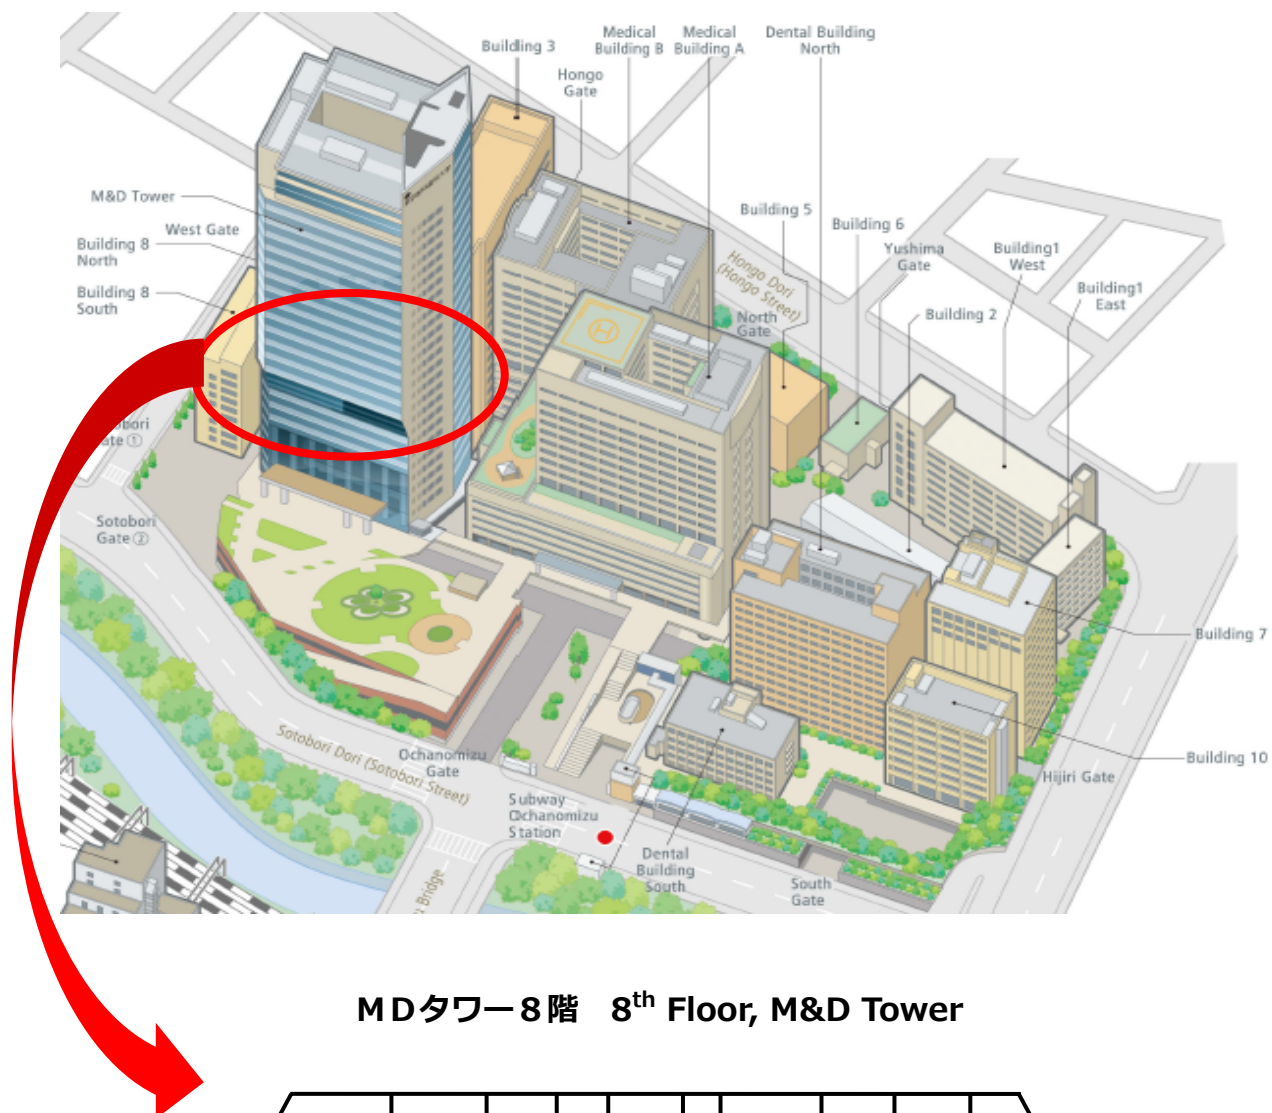 Medical
Building B
Medical
Building A
Dental Building
North
Building 3
Hongo
Gate
M&D Tower
West Gate
Building 8
North
Building 8
South
Building 5
Building 6
Yushima
Gate
Building1
West
Building1
East
Hongo Dori
(Hongo Street)
North
Gate
Building 2
Gate①
Sotobori
Gate②
Building 7
Sotobori Dori (Sotobori Street)
Ochanomizu
Gate
Building 10
Hijiri Gate
Subway
Ochanomizu
Station
Dental
Building
South
South
Gate
Bridge
ＭＤタワー８階　8th Floor, M&D Tower